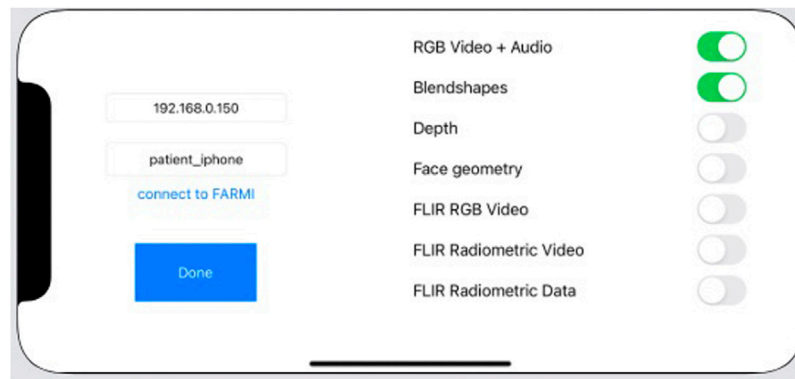 192.168.0.150
patient_iphone
connect to FARMI
Done
RGB Video + Audio
Blendshapes
Depth
Face geometry
FLIR RGB Video
FLIR Radiometric Video
FLIR Radiometric Data